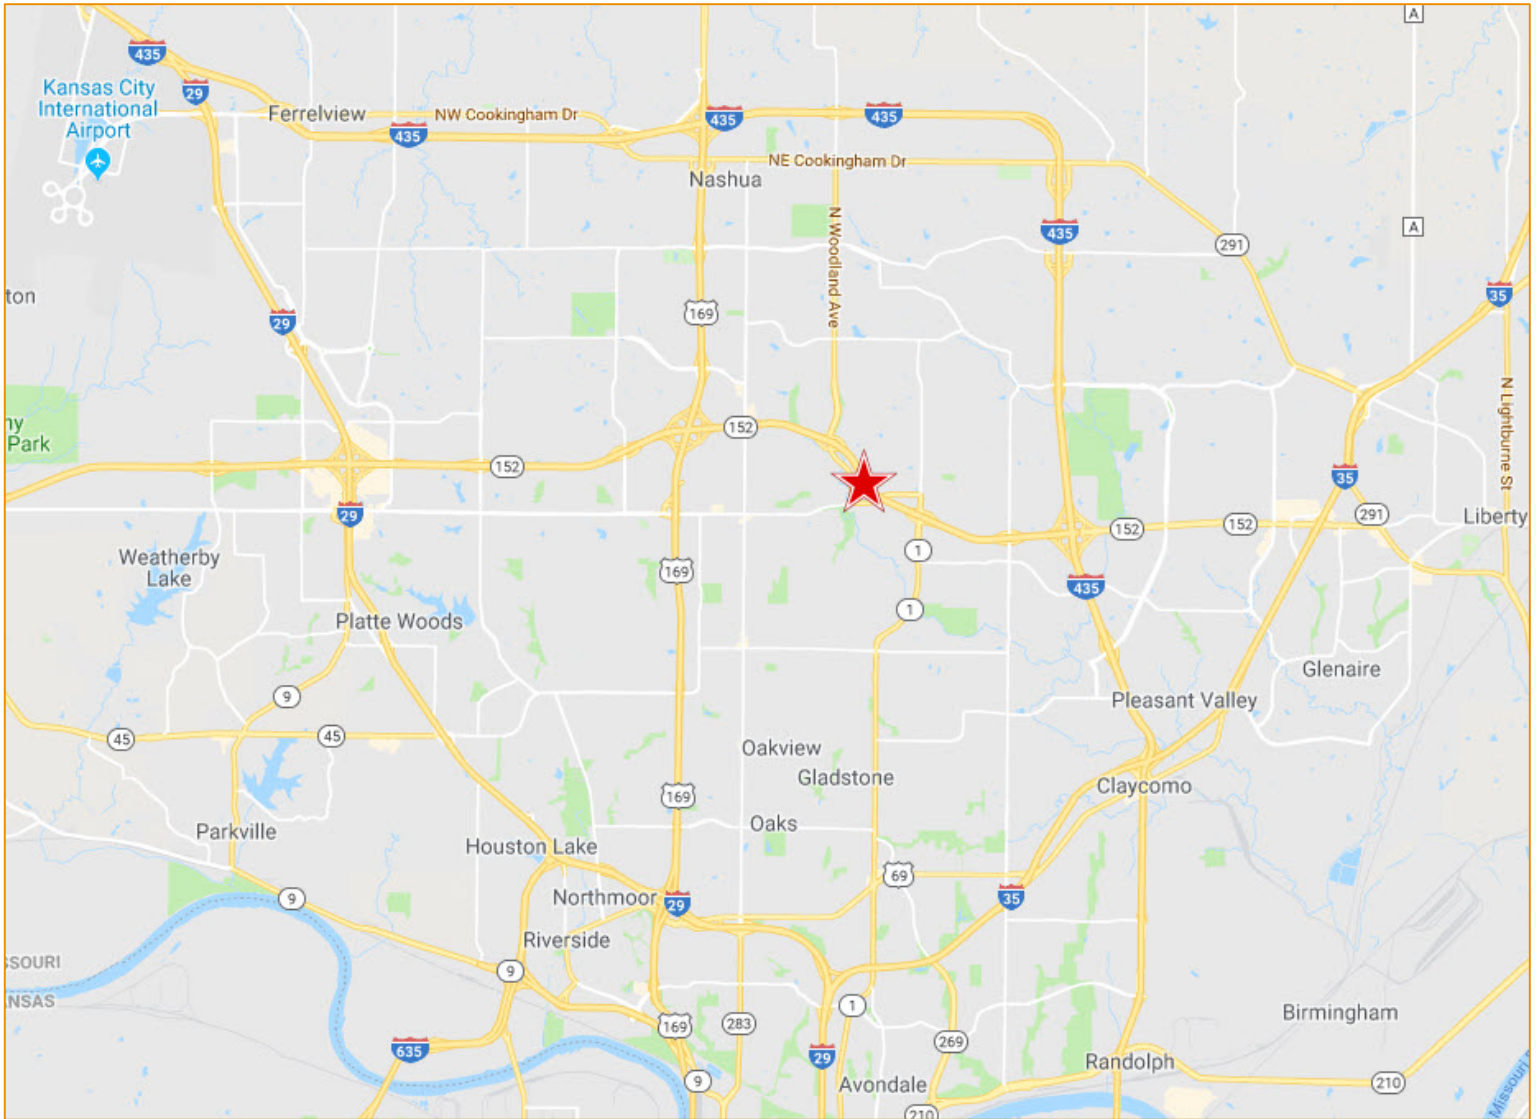 A
435
Kansas City
International
Airport
29
Ferrelview
NW Cookingham Dr
435
435
435
NE Cookingham Dr
Nashua
N Woodland Ave
A
435
291
ton
29
169
35
N Lightburne St
ny
Park
152
152
35
29
291
Liberty
152
152
Weatherby
Lake
1
169
435
1
Platte Woods
Glenaire
9
Pleasant Valley
45
45
Oakview
Gladstone
Claycomo
169
Oaks
Parkville
Houston Lake
69
Northmoor
29
35
9
Riverside
SSOURI
9
ANSAS
1
Birmingham
169
283
269
635
29
Randolph
9
Avondale
210
210
Missouri